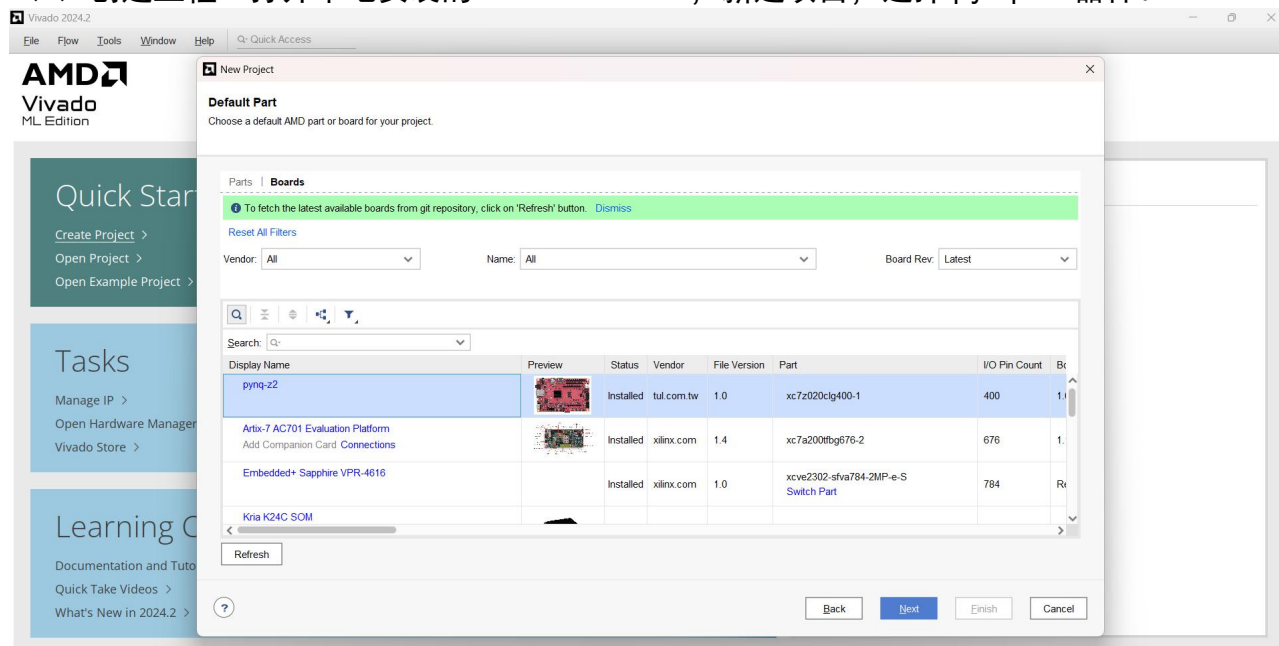 Vivado 2024.2
File Flow Tools Window Help Quick Access
AMD
Vivado
ML Edition
New Project
Default Part
Choose a default AMD part or board for your project.
Parts | Boards
To fetch the latest available boards from git repository, click on 'Refresh' button. Dismiss
Reset All Filters
Vendor: All Name: All Board Rev: Latest
Search:
Display Name Preview Status Vendor File Version Part I/O Pin Count
pynq-z2 Installed tul.com.tw 1.0 xc7z020clg400-1 400
Artix-7 AC701 Evaluation Platform
Add Companion Card Connections
Installed xilinx.com 1.4 xc7a200tfbg676-2 676
Embedded+ Sapphire VPR-4616 Installed xilinx.com 1.0 xcve2302-sfva784-2MP-e-S 784
Switch Part
Kria K24C SOM
Refresh
? Back Next Finish Cancel
Quick Star
Create Project >
Open Project >
Open Example Project >
Tasks
Manage IP >
Open Hardware Manager
Vivado Store >
Learning C
Documentation and Tuto
Quick Take Videos >
What's New in 2024.2 >